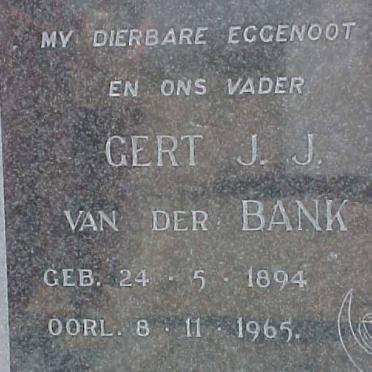 MY DIERBARE EGGENOOT
EN ONS VADER
GERT J. J.
VAN DER BANK
GEB. 24 · 5 · 1894
OORL. 8 · 11 · 1965.